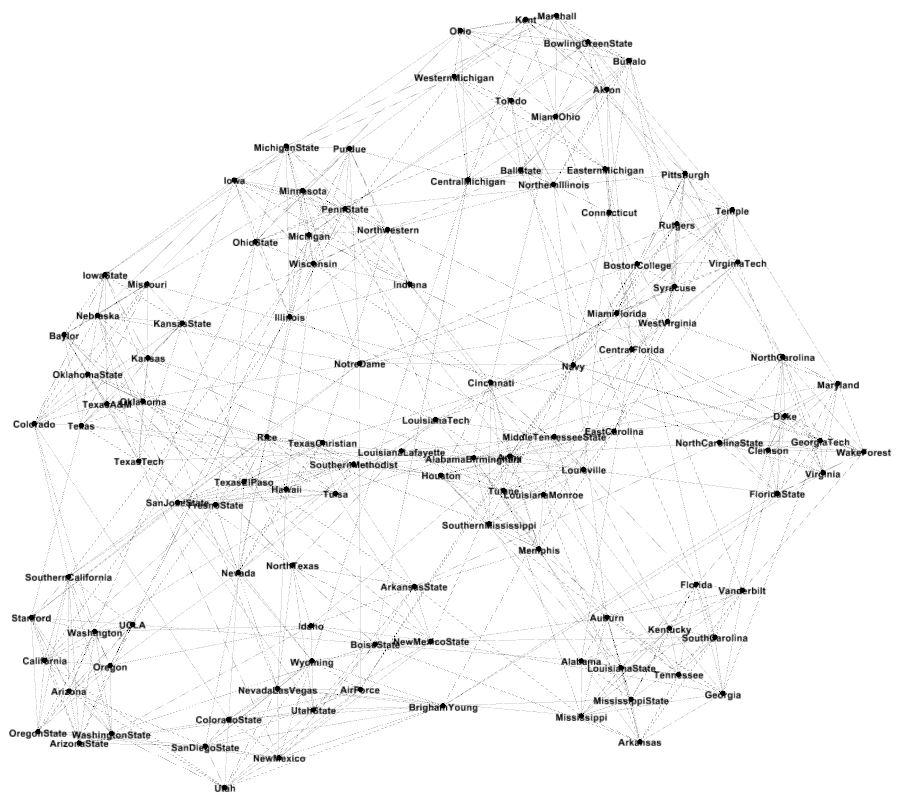 Kent
Marshall
Ohio
BowlingGreenState
Buffalo
WesternMichigan
Akron
Toledo
MiamiOhio
MichiganState
Purdue
BallState
EasternMichigan
Pittsburgh
Iowa
CentralMichigan
NorthernIllinois
Minnesota
PennState
Connecticut
Temple
Rutgers
Northwestern
Michigan
OhioState
Wisconsin
BostonCollege
VirginiaTech
IowaState
Missouri
Indiana
Syracuse
Nebraska
KansasState
Illinois
MiamiFlorida
WestVirginia
Baylor
CentralFlorida
Kansas
NotreDame
Navy
NorthCarolina
OklahomaState
Cincinnati
Maryland
TexasA&M
Oklahoma
Colorado
Texas
LouisianaTech
Duke
EastCarolina
Rice
TexasChristian
MiddleTennesseeState
NorthCarolinaState
GeorgiaTech
LouisianaLafayette
Clemson
WakeForest
TexasTech
SouthernMethodist
AlabamaBirmingham
Army
Houston
Louisville
Virginia
TexasElPaso
Hawaii
Tulsa
Tulane
LouisianaMonroe
FloridaState
SanJoseState
FresnoState
SouthernMississippi
Memphis
SouthernCalifornia
Nevada
NorthTexas
ArkansasState
Florida
Vanderbilt
Stanford
Washington
UCLA
Idaho
Auburn
Kentucky
SouthCarolina
BoiseState
NewMexicoState
California
Oregon
Wyoming
Alabama
LouisianaState
Tennessee
Arizona
NevadaLasVegas
AirForce
MississippiState
Georgia
UtahState
BrighamYoung
ColoradoState
Mississippi
OregonState
WashingtonState
ArizonaState
SanDiegoState
Arkansas
NewMexico
Utah